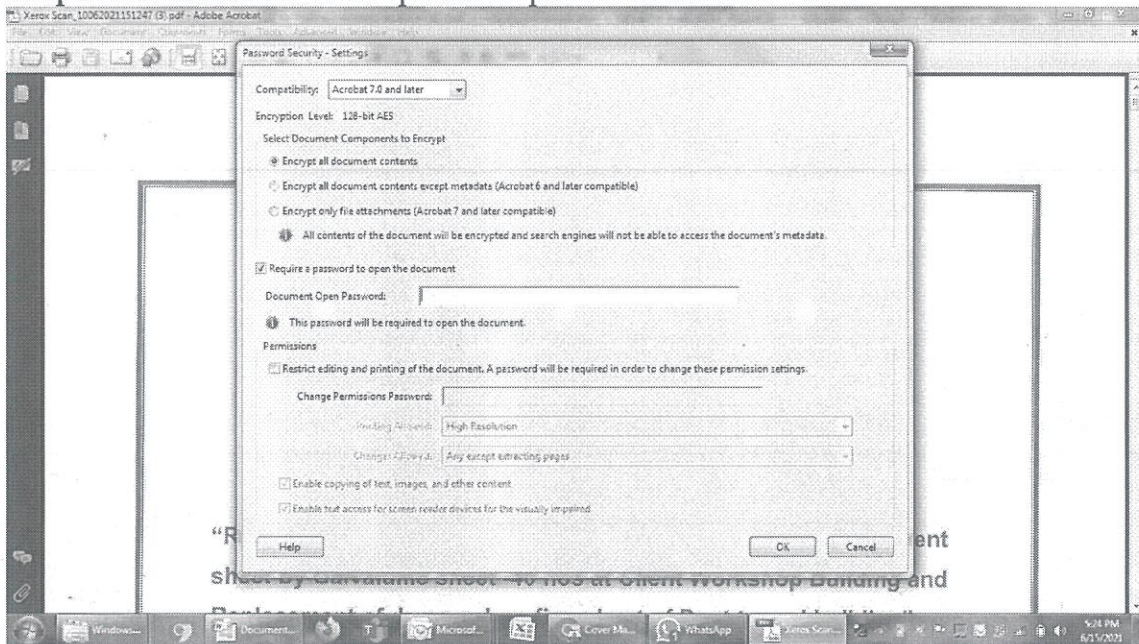 Xerox Scan_10062021151247 (3).pdf - Adobe Acrobat
Password Security - Settings
Compatibility: Acrobat 7.0 and later
Encryption Level: 128-bit AES
Select Document Components to Encrypt
Encrypt all document contents
Encrypt all document contents except metadata (Acrobat 6 and later compatible)
Encrypt only file attachments (Acrobat 7 and later compatible)
All contents of the document will be encrypted and search engines will not be able to access the document's metadata.
Require a password to open the document
Document Open Password:
This password will be required to open the document.
Permissions
Restrict editing and printing of the document. A password will be required in order to change these permission settings.
Change Permissions Password:
Printing Allowed: High Resolution
Changes Allowed: Any except extracting pages
Enable copying of text, images, and other content
Enable text access for screen reader devices for the visually impaired
Help OK Cancel
"R ent
sheet by Galvalume sheet -40 nos at Client Workshop Building and
Windows... Document... Microsof... Cover Ma... WhatsApp Xerox Scan...
5:24 PM
6/15/2021